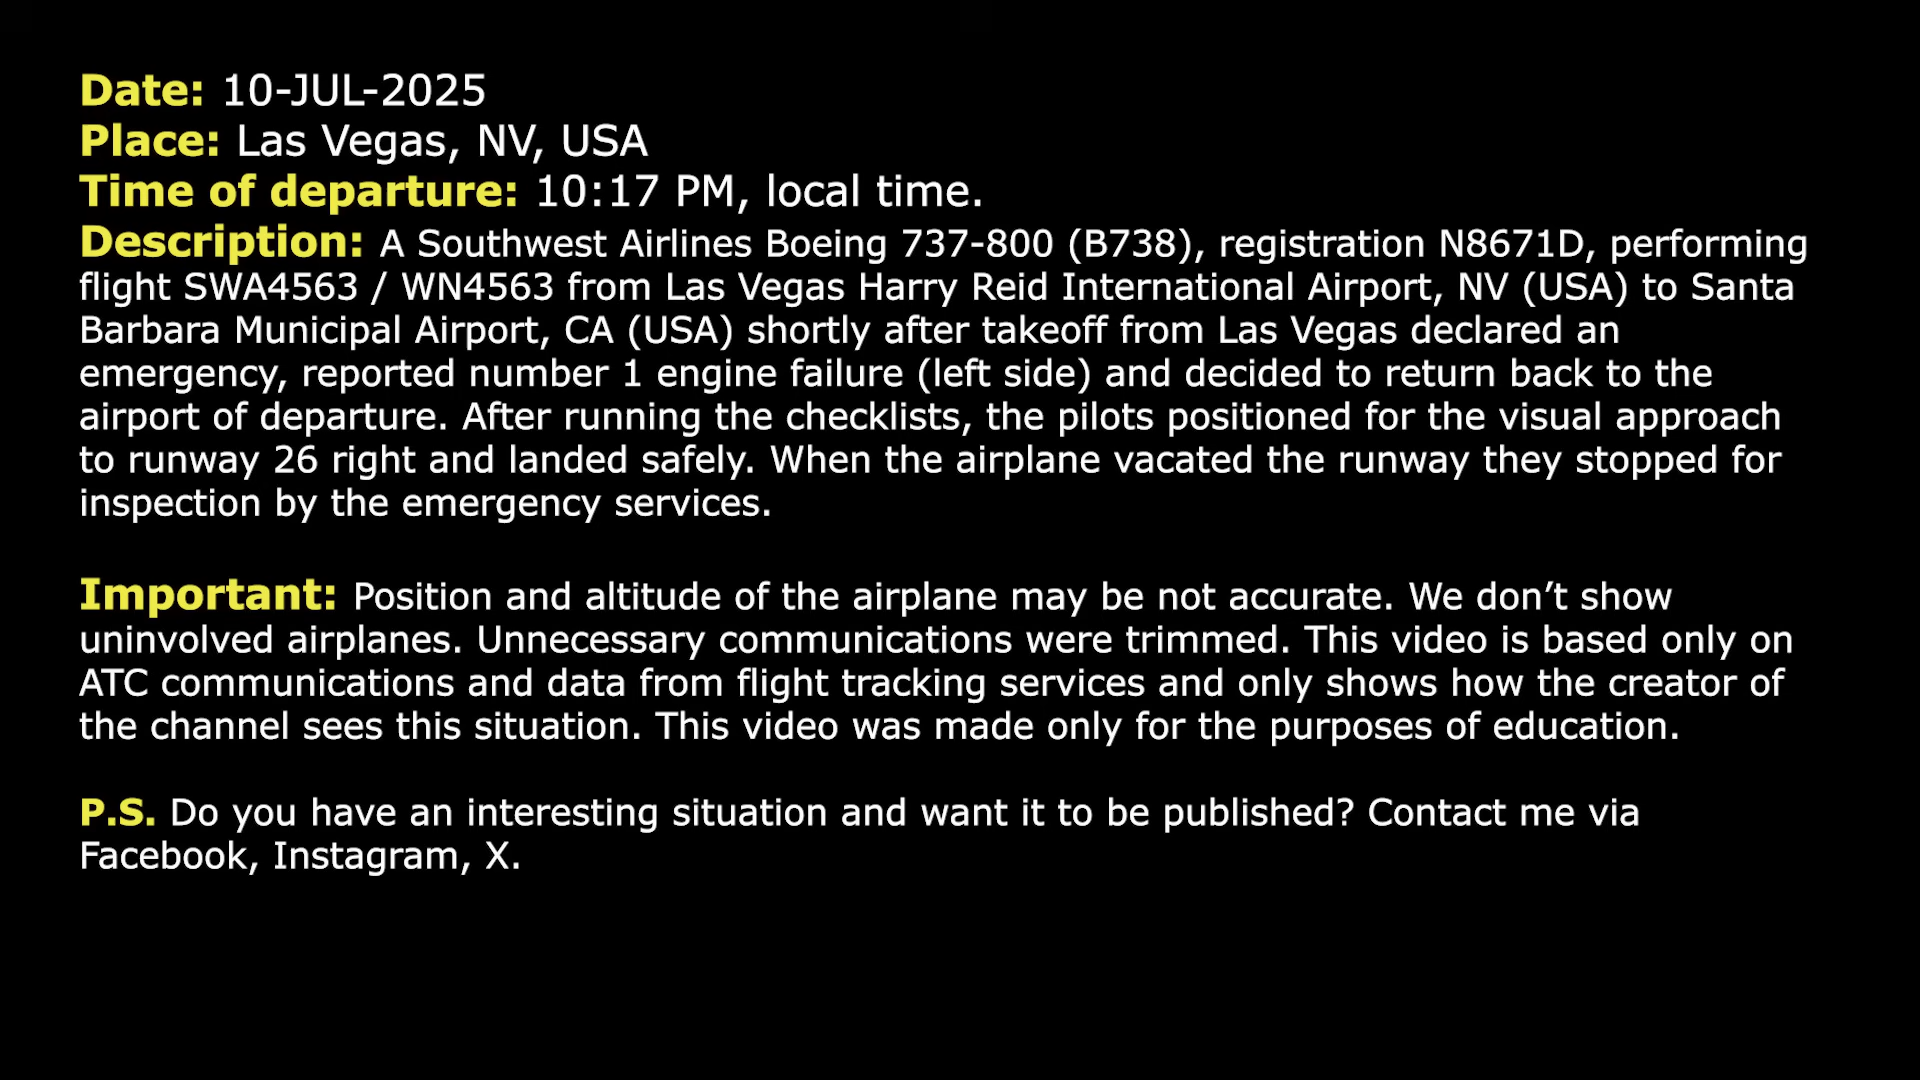 Date: 10-JUL-2025
Place: Las Vegas, NV, USA
Time of departure: 10:17 PM, local time.
Description: A Southwest Airlines Boeing 737-800 (B738), registration N8671D, performing
flight SWA4563 / WN4563 from Las Vegas Harry Reid International Airport, NV (USA) to Santa
Barbara Municipal Airport, CA (USA) shortly after takeoff from Las Vegas declared an
emergency, reported number 1 engine failure (left side) and decided to return back to the
airport of departure. After running the checklists, the pilots positioned for the visual approach
to runway 26 right and landed safely. When the airplane vacated the runway they stopped for
inspection by the emergency services.
Important: Position and altitude of the airplane may be not accurate. We don’t show
uninvolved airplanes. Unnecessary communications were trimmed. This video is based only on
ATC communications and data from flight tracking services and only shows how the creator of
the channel sees this situation. This video was made only for the purposes of education.
P.S. Do you have an interesting situation and want it to be published? Contact me via
Facebook, Instagram, X.